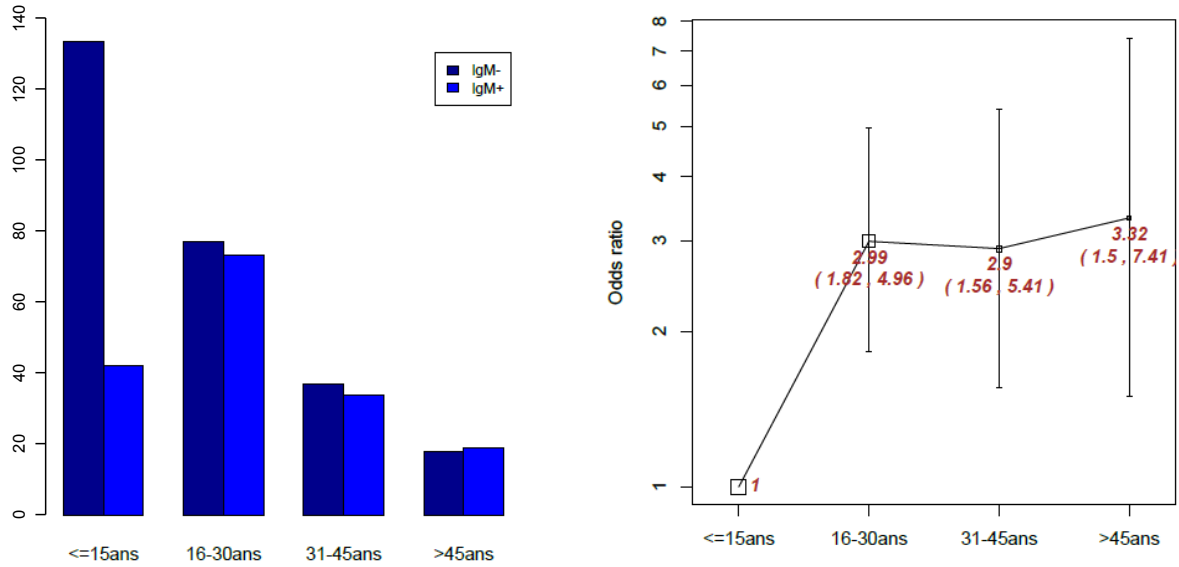 140
120
100
80
60
40
20
0
IgM-
IgM+
<=15ans 16-30ans 31-45ans >45ans
8
7
6
5
4
3
2
1
Odds ratio
1
2.99
( 1.82 , 4.96 )
2.9
( 1.56 , 5.41 )
3.32
( 1.5 , 7.41
<=15ans 16-30ans 31-45ans >45ans